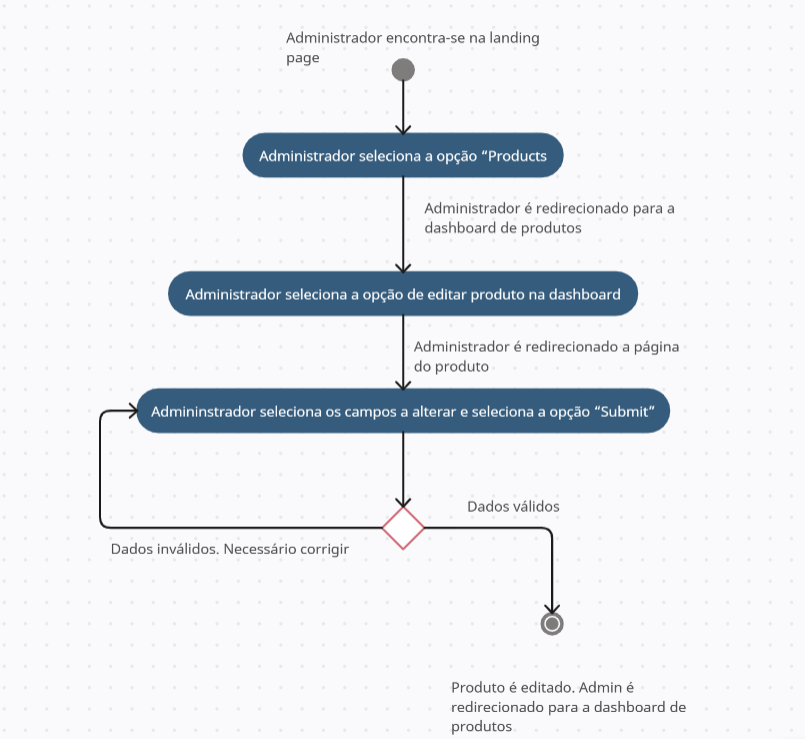 Administrador encontra-se na landing
page
Administrador seleciona a opção “Products
Administrador é redirecionado para a
dashboard de produtos
Administrador seleciona a opção de editar produto na dashboard
Administrador é redirecionado a página
do produto
Admininstrador seleciona os campos a alterar e seleciona a opção “Submit”
Dados válidos
Dados inválidos. Necessário corrigir
Produto é editado. Admin é
redirecionado para a dashboard de
produtos